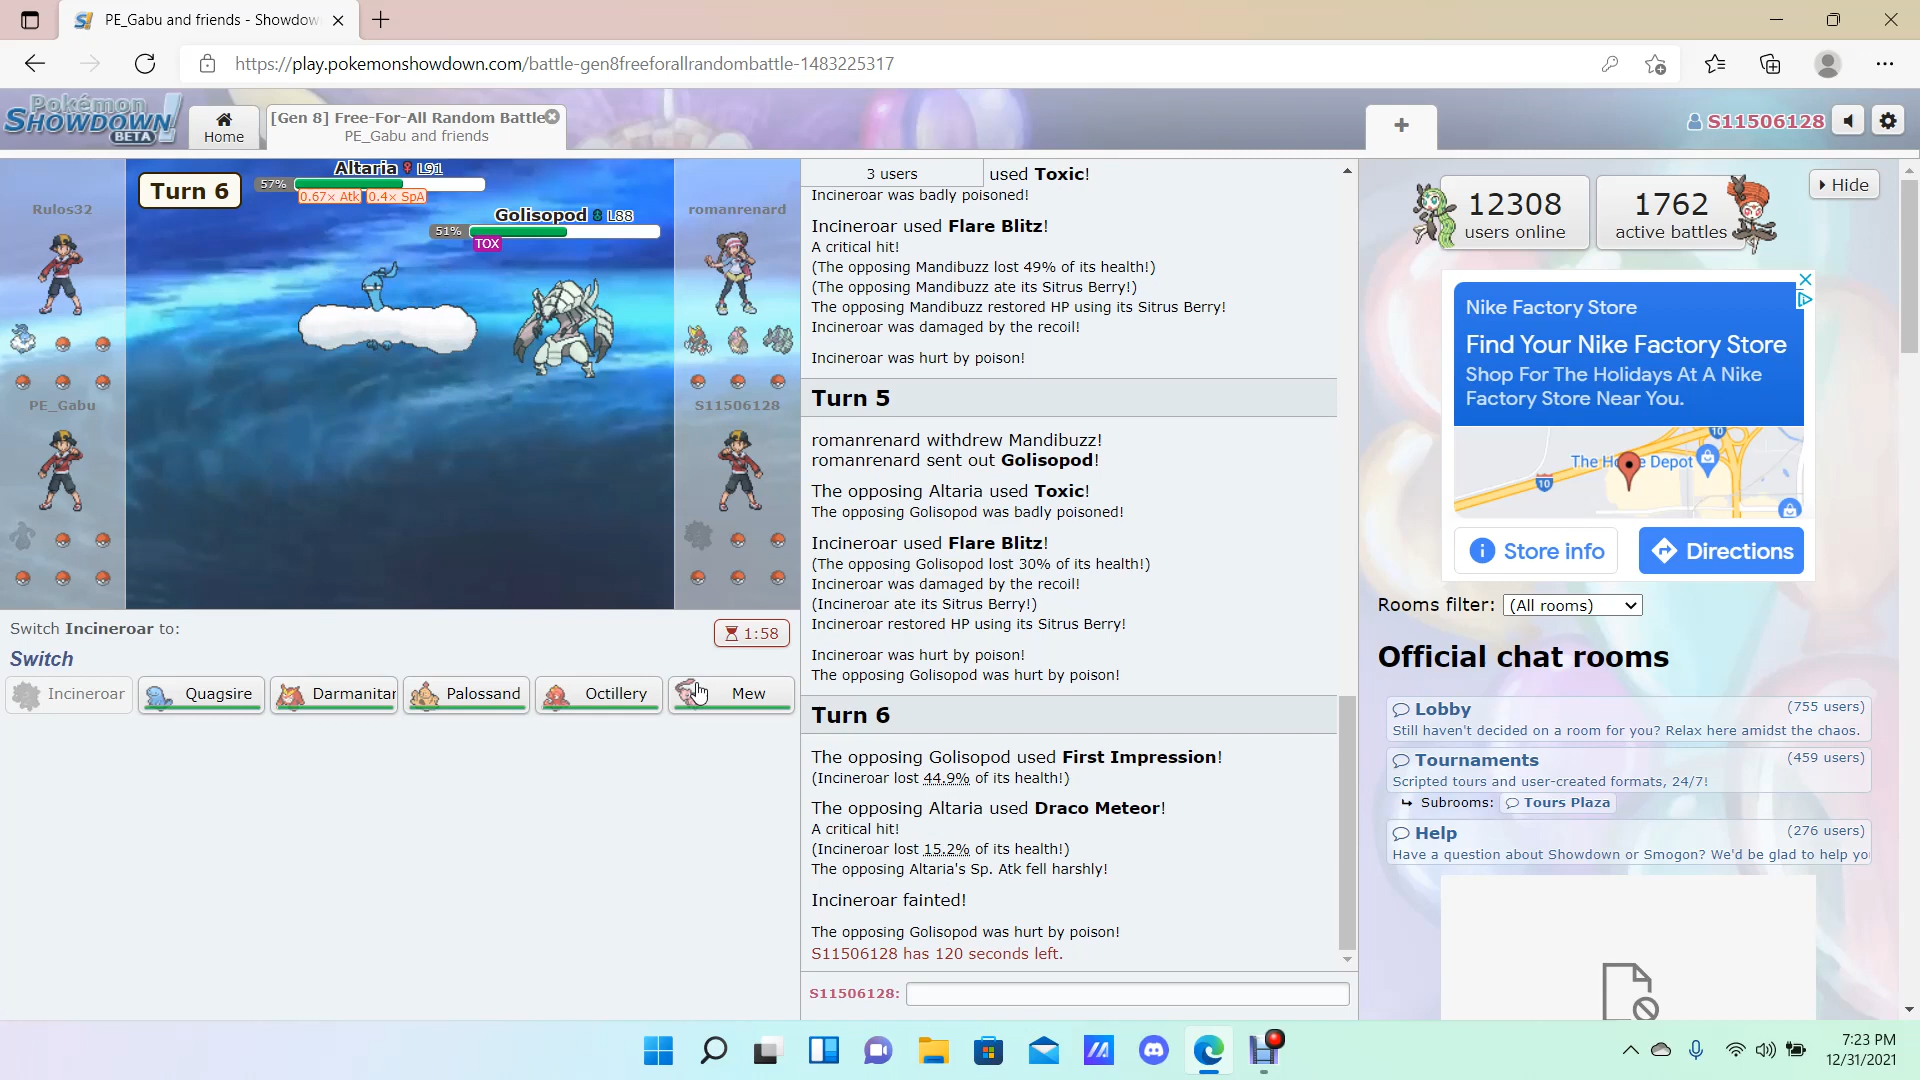 PE_Gabu and friends - Showdow
https://play.pokemonshowdown.com/battle-gen8freeforallrandombattle-1483225317
Pokémon
SHOWDOWN!
BETA
Home
[Gen 8] Free-For-All Random Battle
PE_Gabu and friends
+
S11506128
Turn 6
Altaria L91
57%
0.67× Atk 0.4× SpA
Golisopod L88
51%
TOX
Rulos32
romanrenard
PE_Gabu
S11506128
Switch Incineroar to:
1:58
Switch
Incineroar
Quagsire
Darmanitar
Palossand
Octillery
Mew
3 users
used Toxic!
Incineroar was badly poisoned!
Incineroar used Flare Blitz!
A critical hit!
(The opposing Mandibuzz lost 49% of its health!)
(The opposing Mandibuzz ate its Sitrus Berry!)
The opposing Mandibuzz restored HP using its Sitrus Berry!
Incineroar was damaged by the recoil!
Incineroar was hurt by poison!
Turn 5
romanrenard withdrew Mandibuzz!
romanrenard sent out Golisopod!
The opposing Altaria used Toxic!
The opposing Golisopod was badly poisoned!
Incineroar used Flare Blitz!
(The opposing Golisopod lost 30% of its health!)
Incineroar was damaged by the recoil!
(Incineroar ate its Sitrus Berry!)
Incineroar restored HP using its Sitrus Berry!
Incineroar was hurt by poison!
The opposing Golisopod was hurt by poison!
Turn 6
The opposing Golisopod used First Impression!
(Incineroar lost 44.9% of its health!)
The opposing Altaria used Draco Meteor!
A critical hit!
(Incineroar lost 15.2% of its health!)
The opposing Altaria's Sp. Atk fell harshly!
Incineroar fainted!
The opposing Golisopod was hurt by poison!
S11506128 has 120 seconds left.
S11506128:
12308
users online
1762
active battles
Hide
Nike Factory Store
Find Your Nike Factory Store
Shop For The Holidays At A Nike
Factory Store Near You.
The Home Depot
10
10
Store info
Directions
Rooms filter: (All rooms)
Official chat rooms
Lobby (755 users)
Still haven't decided on a room for you? Relax here amidst the chaos.
Tournaments (459 users)
Scripted tours and user-created formats, 24/7!
Subrooms: Tours Plaza
Help (276 users)
Have a question about Showdown or Smogon? We'd be glad to help yo
7:23 PM
12/31/2021